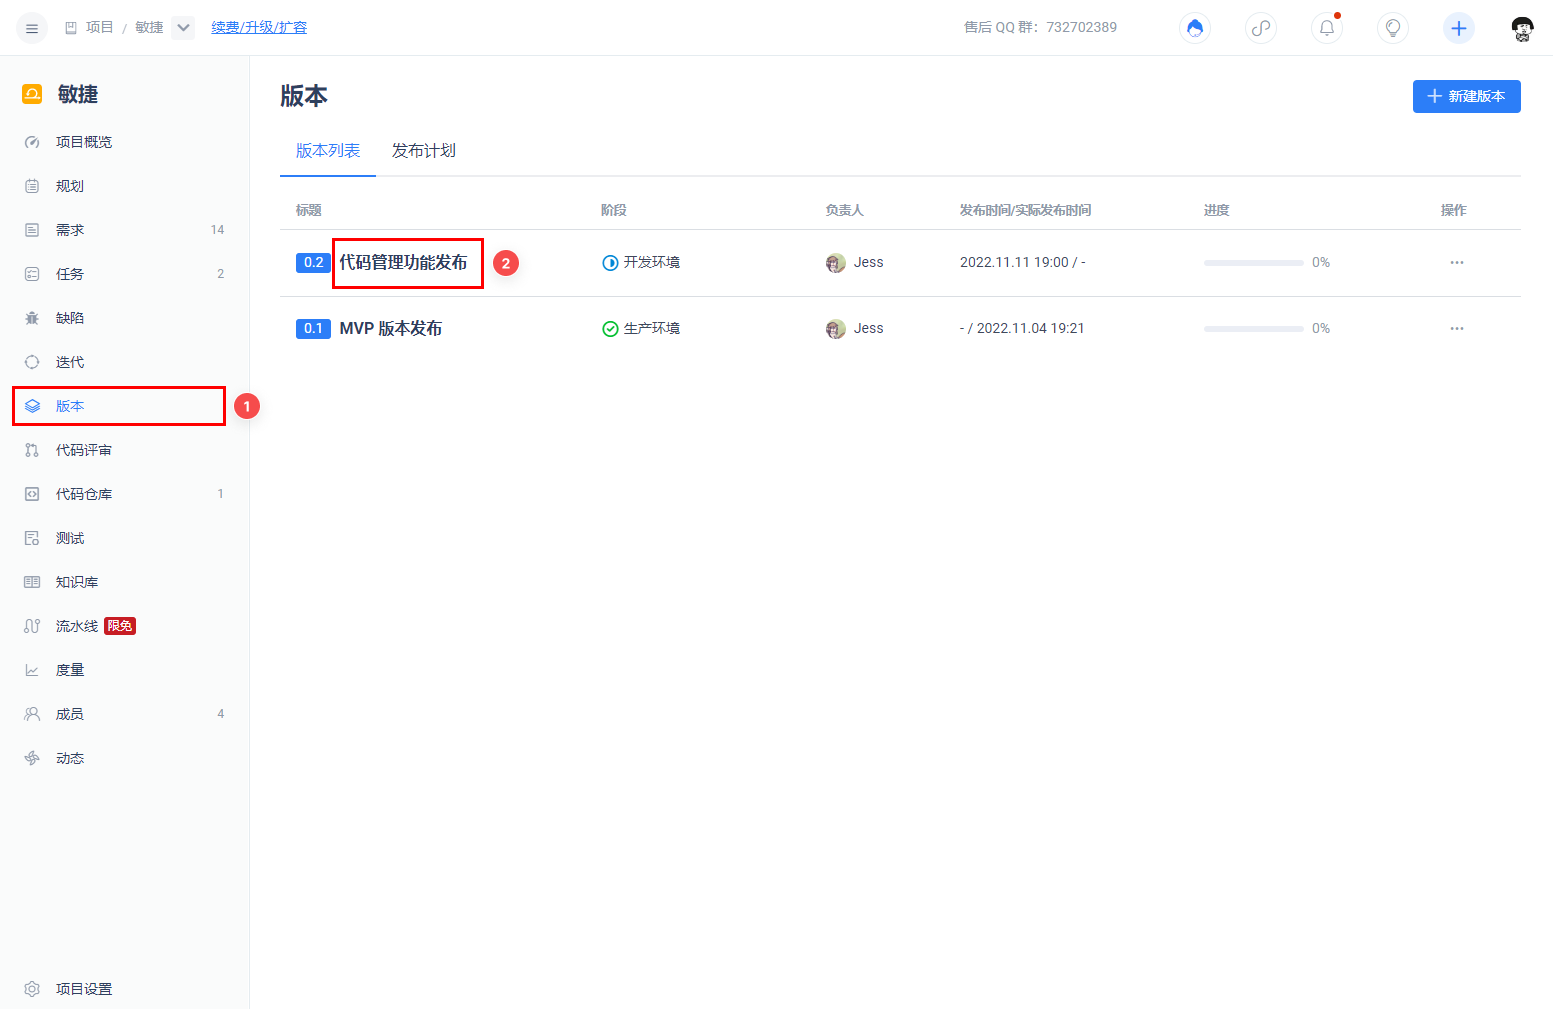 项目 / 敏捷
续费/升级/扩容
售后 QQ 群：732702389
敏捷
项目概览
规划
需求 14
任务 2
缺陷
迭代
版本 1
代码评审
代码仓库 1
测试
知识库
流水线 限免
度量
成员 4
动态
项目设置
版本
新建版本
版本列表 发布计划
标题 阶段 负责人 发布时间/实际发布时间 进度 操作
0.2 代码管理功能发布 2 开发环境 Jess 2022.11.11 19:00 / - 0% ···
0.1 MVP 版本发布 生产环境 Jess - / 2022.11.04 19:21 0% ···